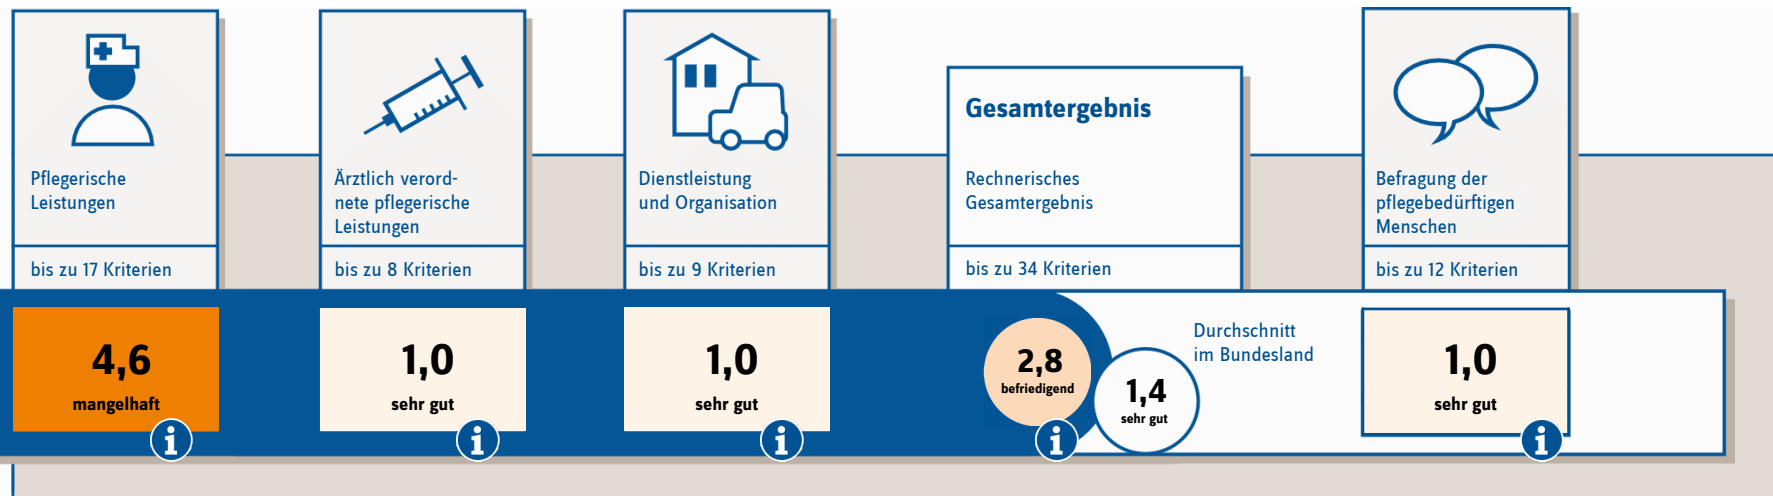 Pflegerische
Leistungen
bis zu 17 Kriterien
4,6
mangelhaft
i
Ärztlich verord-
nete pflegerische
Leistungen
bis zu 8 Kriterien
1,0
sehr gut
i
Dienstleistung
und Organisation
bis zu 9 Kriterien
1,0
sehr gut
i
Gesamtergebnis
Rechnerisches
Gesamtergebnis
bis zu 34 Kriterien
2,8
befriedigend
i
Durchschnitt
im Bundesland
1,4
sehr gut
Befragung der
pflegebedürftigen
Menschen
bis zu 12 Kriterien
1,0
sehr gut
i